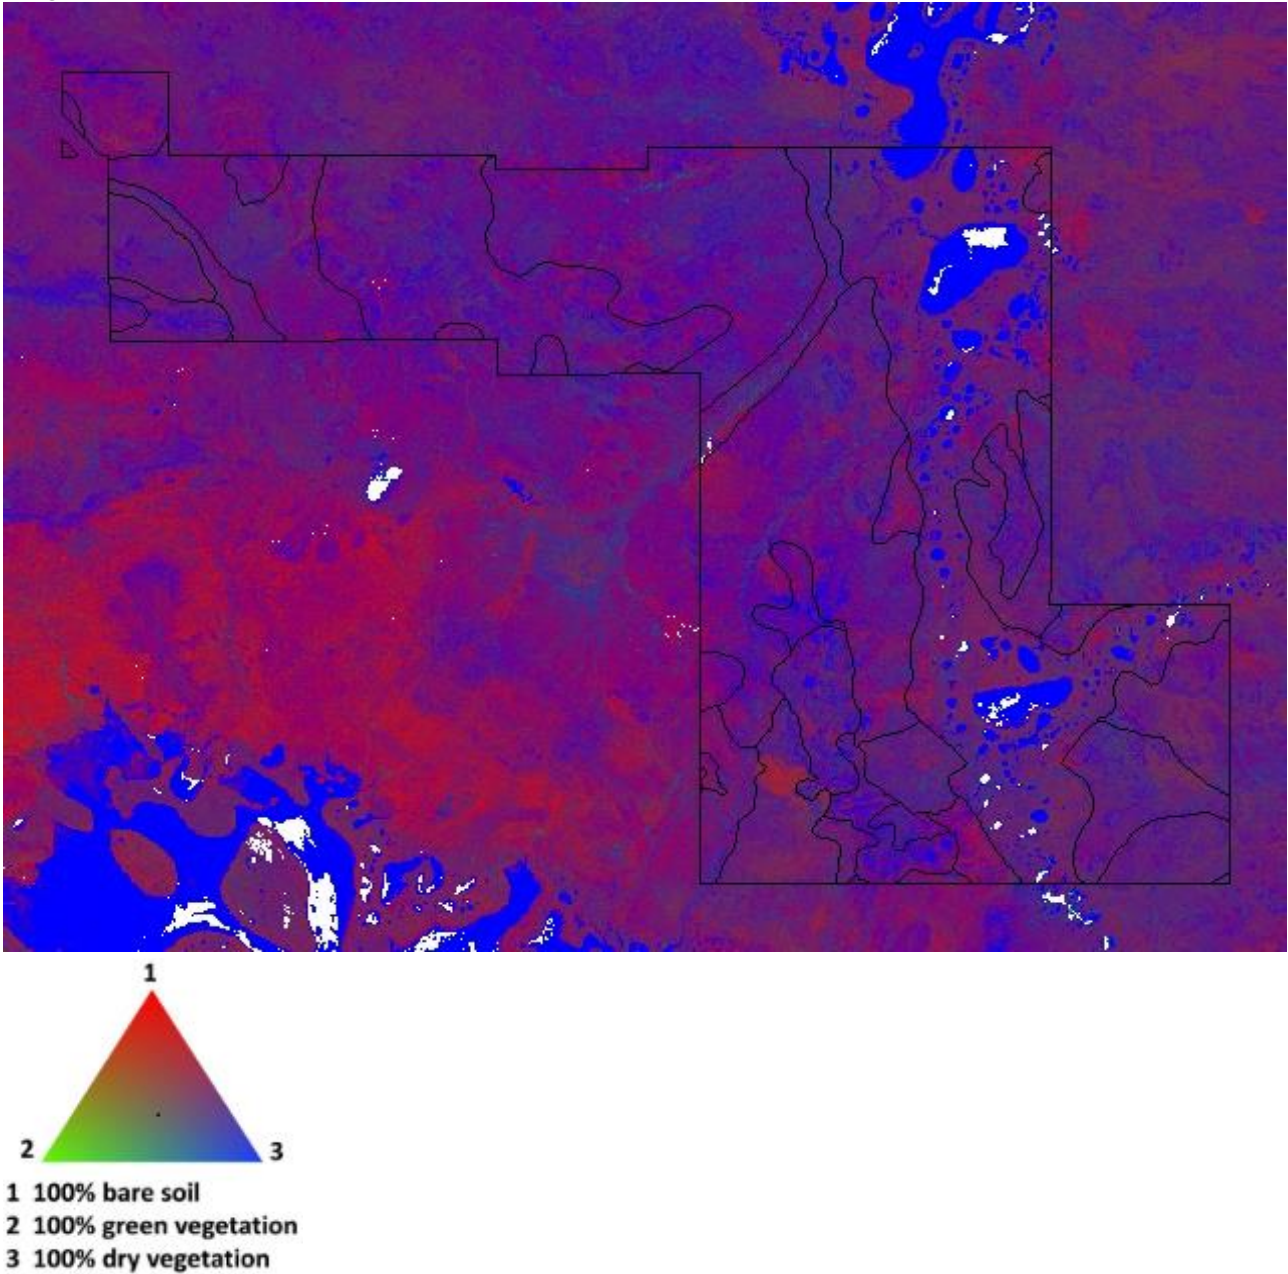 1
2
3
1 100% bare soil
2 100% green vegetation
3 100% dry vegetation